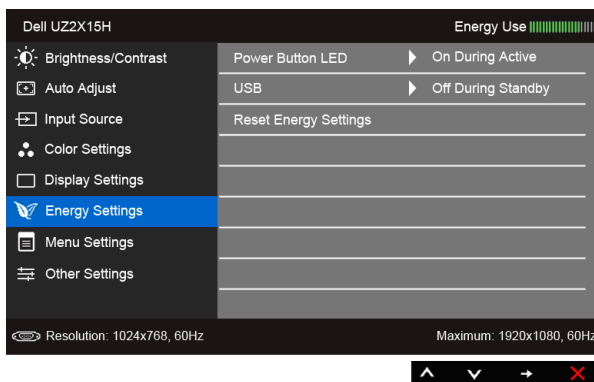 Dell UZ2X15H Energy Use
Brightness/Contrast Power Button LED On During Active
Auto Adjust USB Off During Standby
Input Source Reset Energy Settings
Color Settings
Display Settings
Energy Settings
Menu Settings
Other Settings
Resolution: 1024x768, 60Hz Maximum: 1920x1080, 60Hz